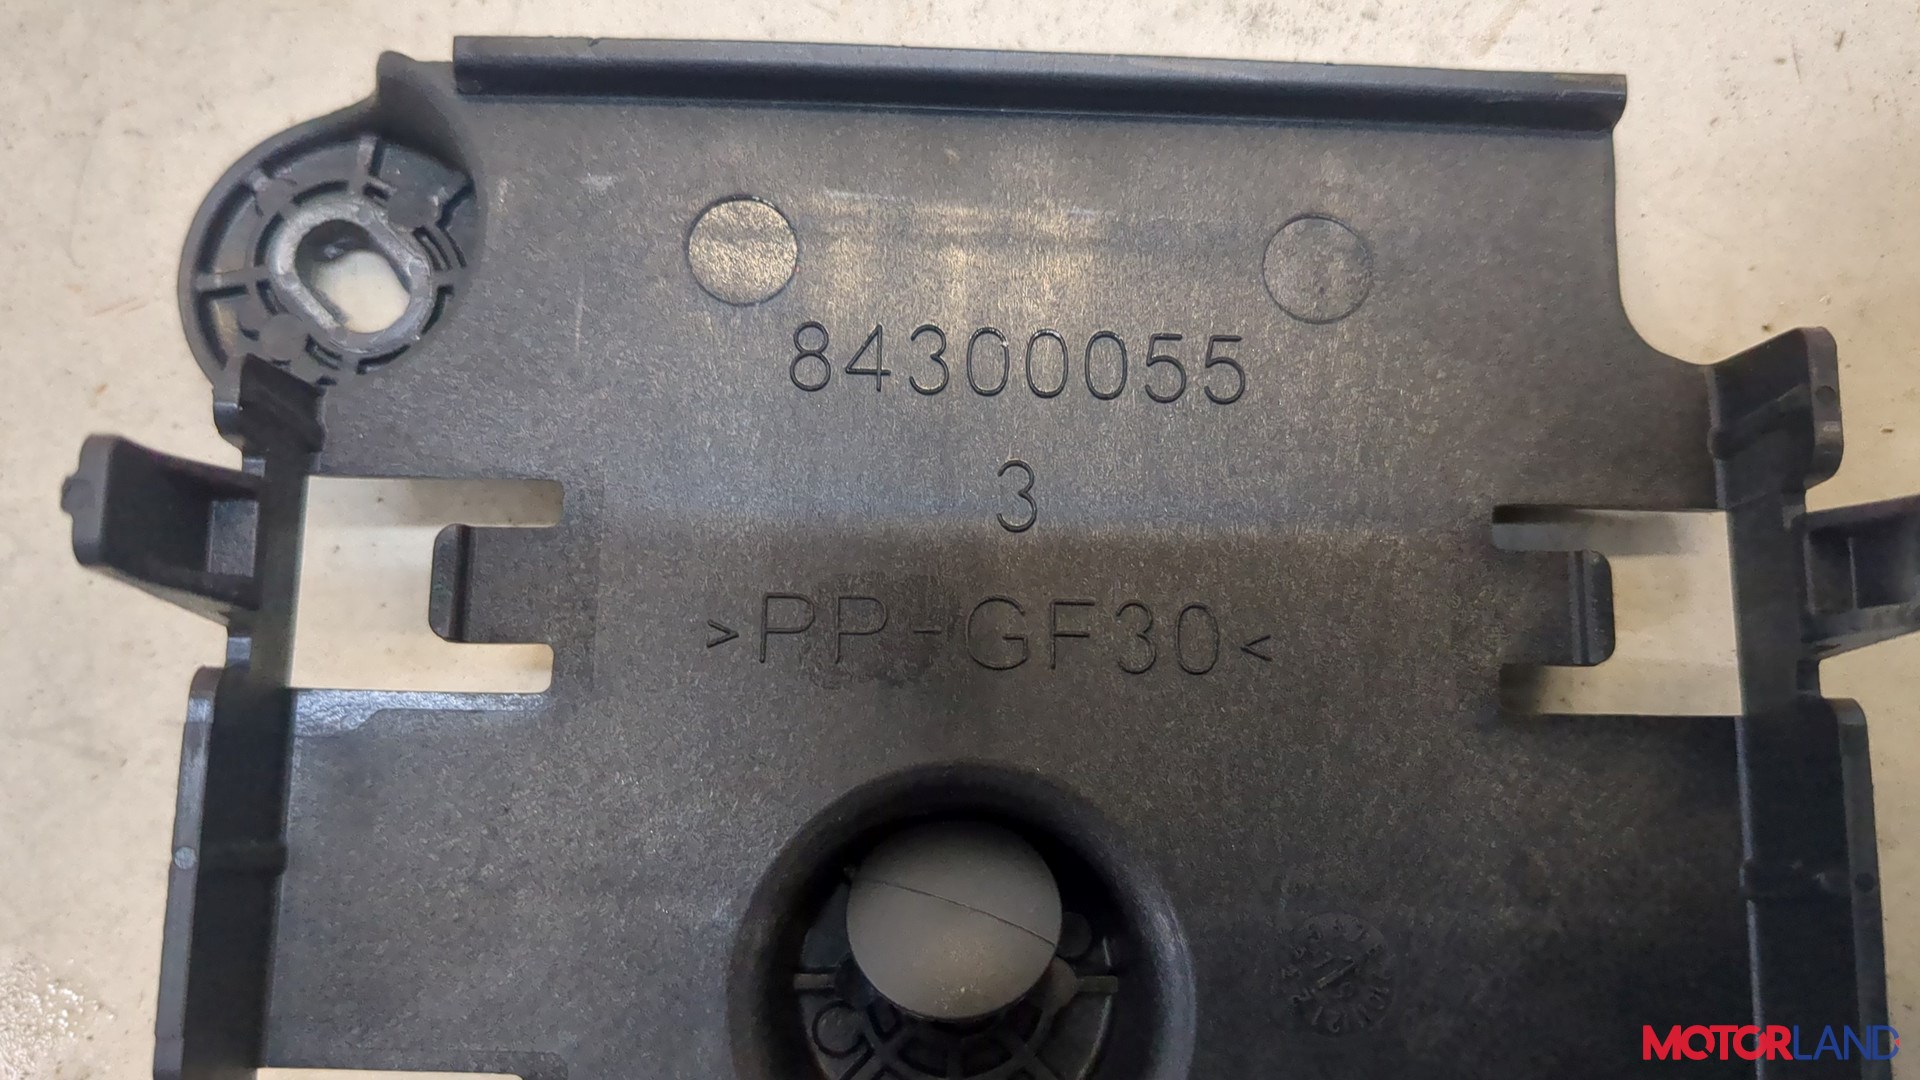 84300055
3
>PP-GF30<
MOTORLAND